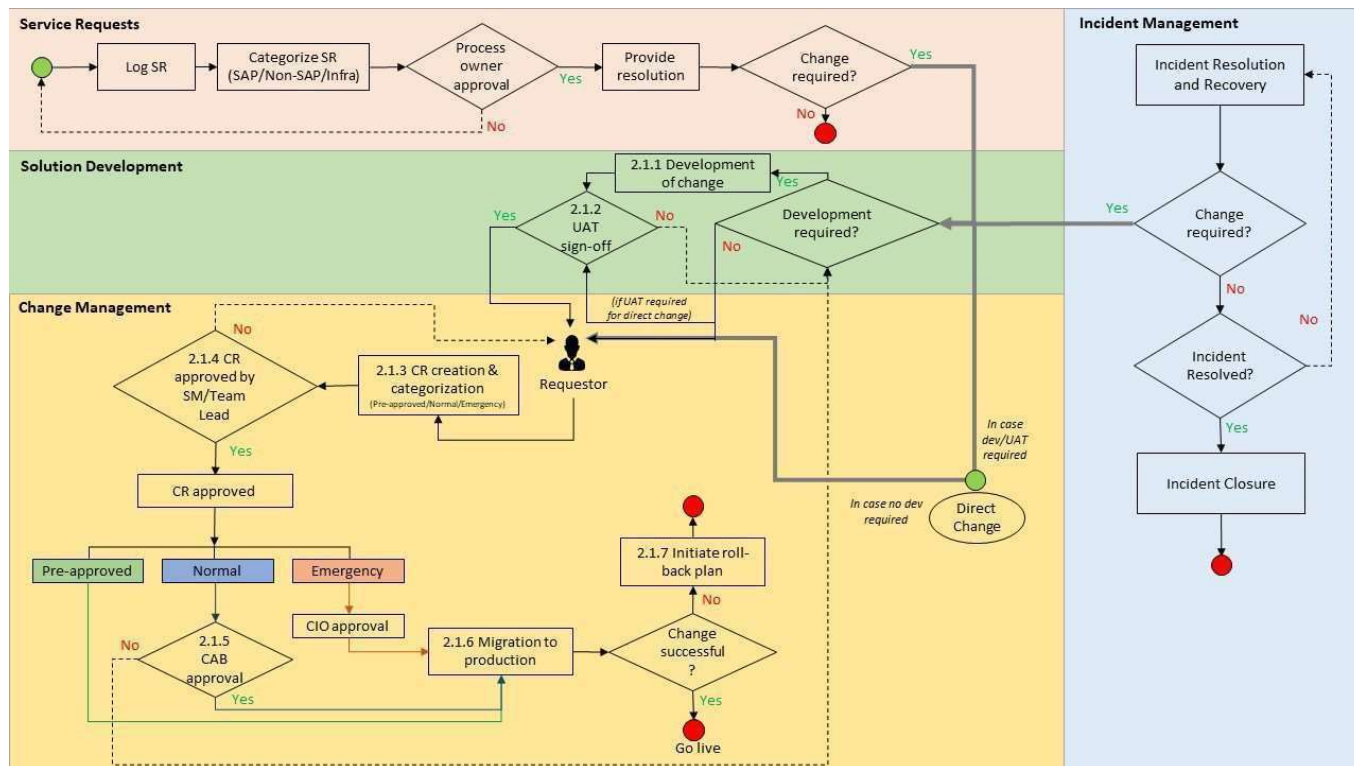 Service Requests
Log SR
Categorize SR
(SAP/Non-SAP/Infra)
Process
owner
approval
Yes
No
Provide
resolution
Change
required?
Yes
No
Incident Management
Incident Resolution
and Recovery
Change
required?
Yes
No
Incident
Resolved?
No
Yes
Incident Closure
Solution Development
2.1.1 Development
of change
Yes
Development
required?
No
2.1.2
UAT
sign-off
Yes
No
Change Management
(if UAT required
for direct change)
Requestor
2.1.3 CR creation &
categorization
(Pre-approved/Normal/Emergency)
No
2.1.4 CR
approved by
SM/Team
Lead
Yes
CR approved
Pre-approved
Normal
Emergency
CIO approval
No
2.1.5
CAB
approval
Yes
2.1.6 Migration to
production
2.1.7 Initiate roll-
back plan
No
Change
successful
?
Yes
Go live
In case
dev/UAT
required
In case no dev
required
Direct
Change